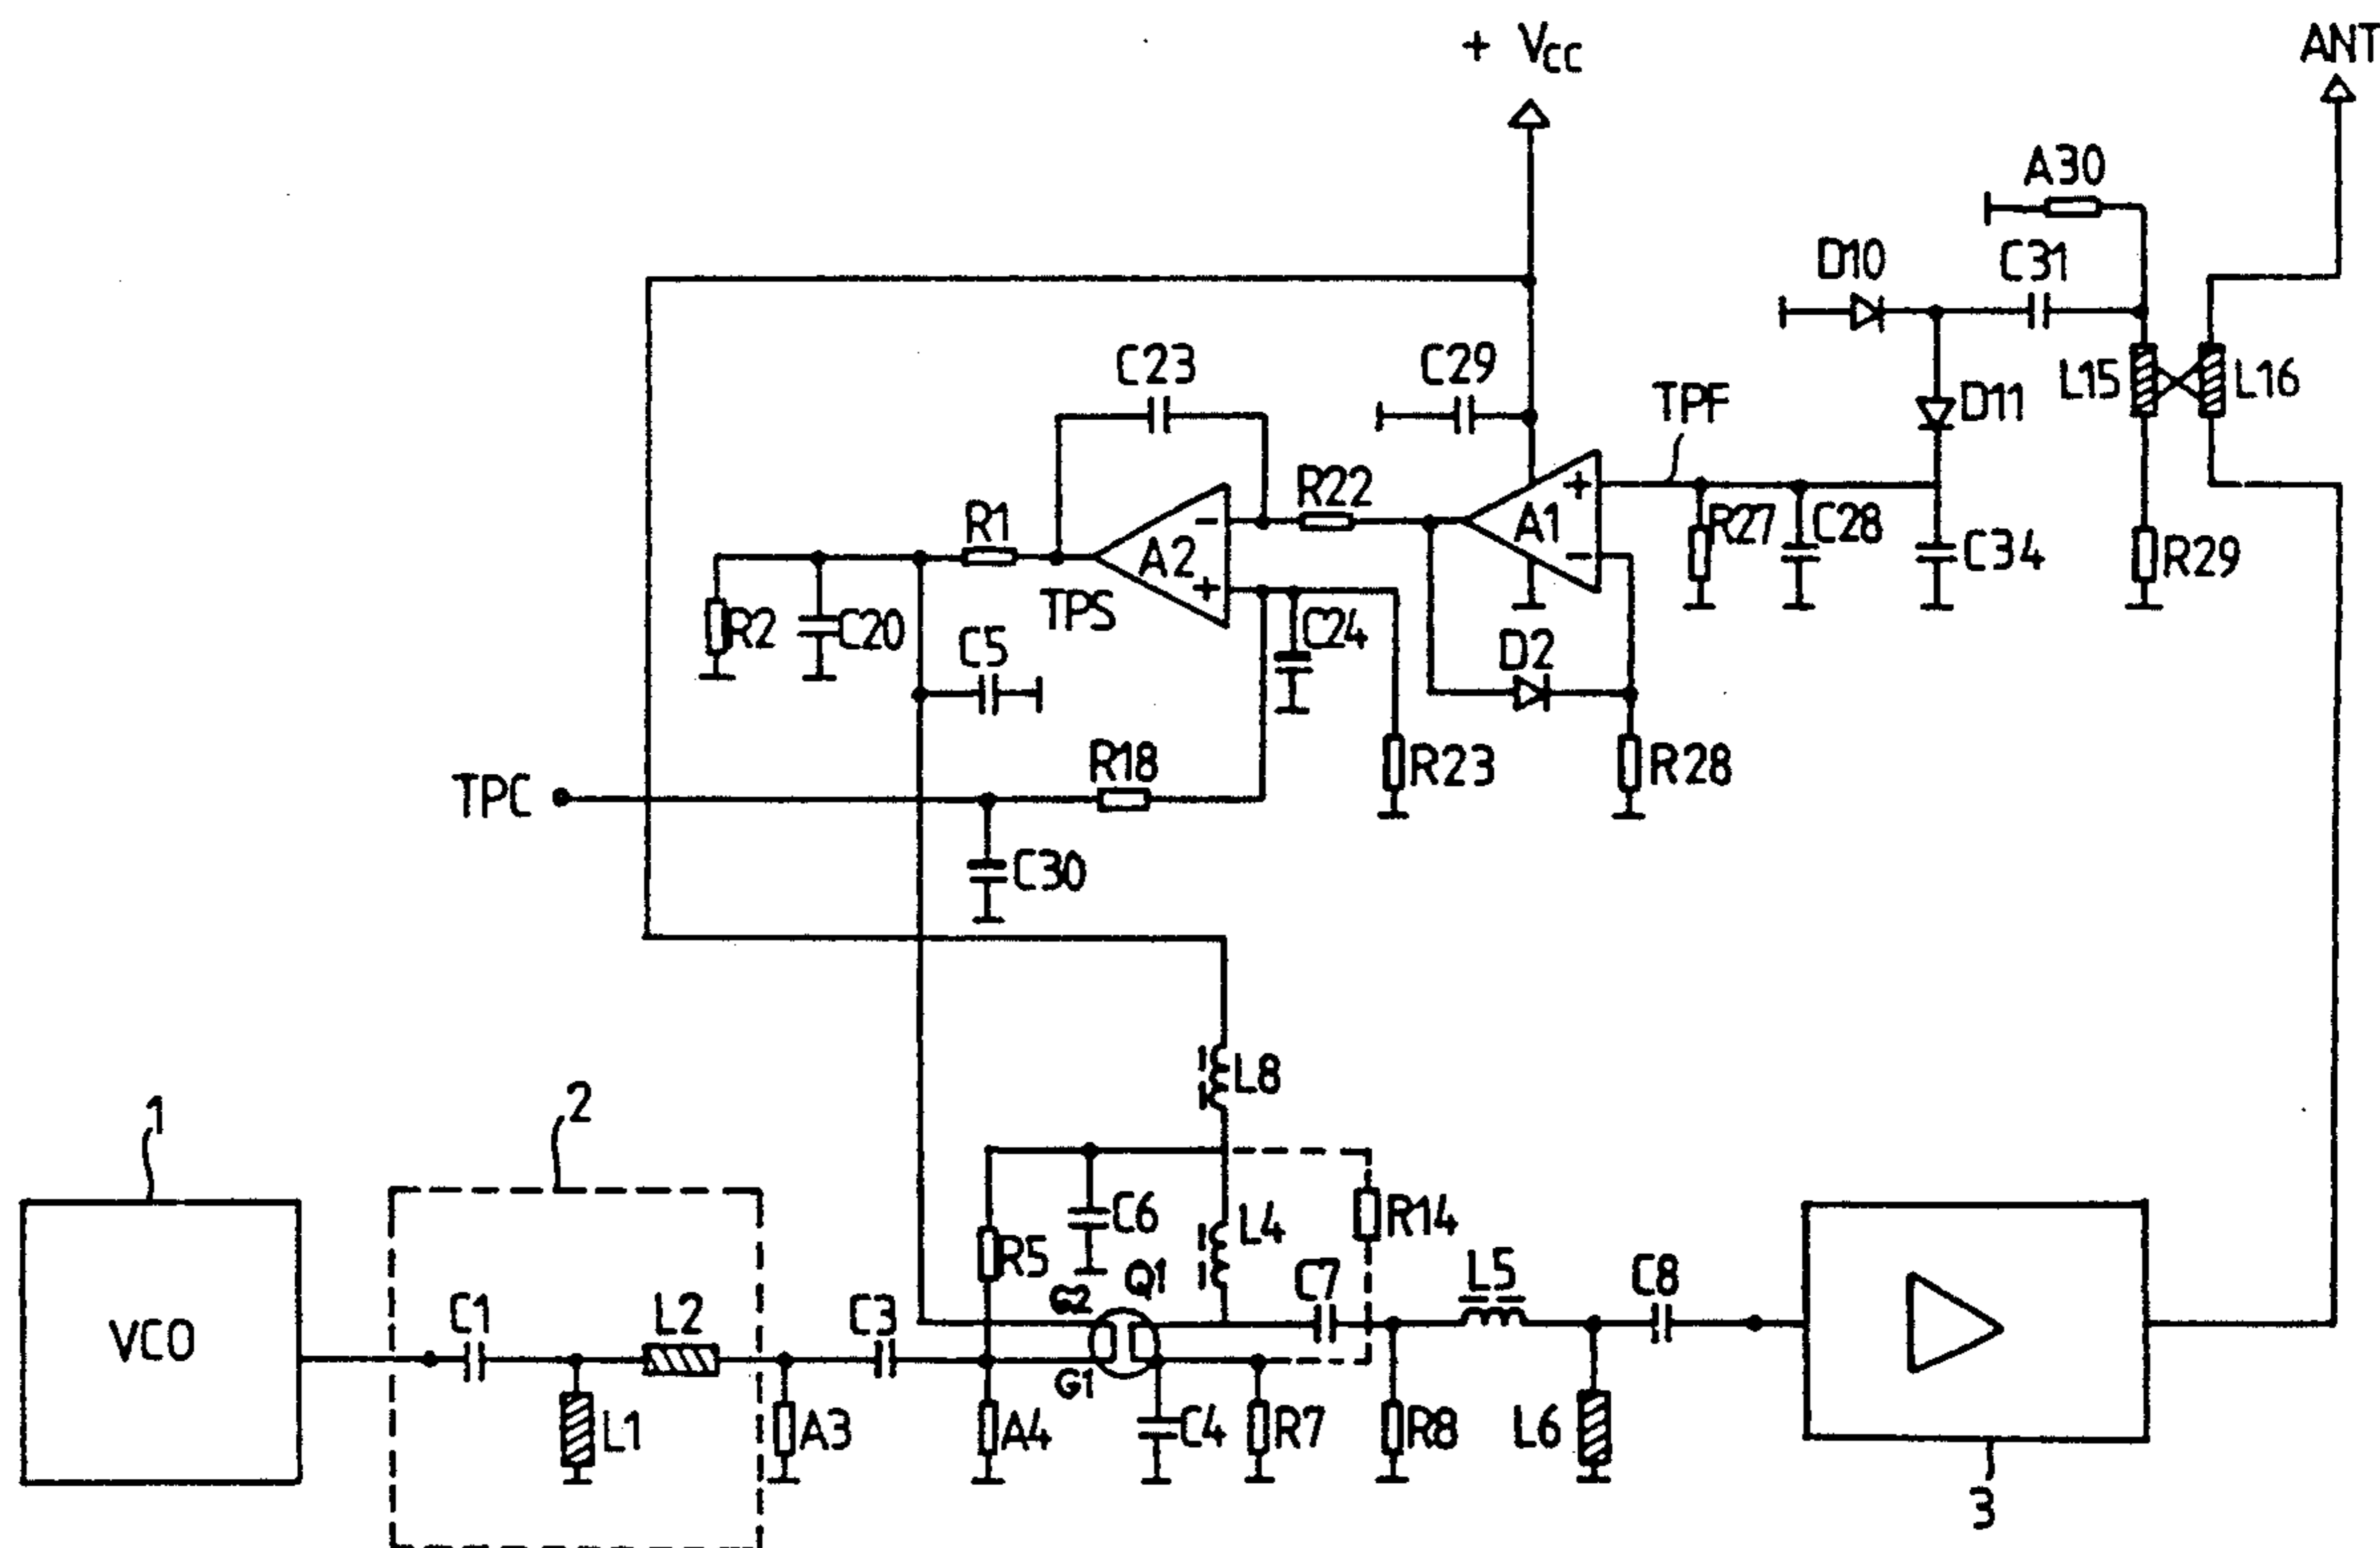 + VCC
ANT
A30
D10
C31
C23
C29
TPF
D11
L15
L16
R22
R1
+
A1
-
-
A2
+
R27
C28
C34
R29
R2
C20
TPS
C24
C5
D2
R18
R23
R28
TPC
C30
L8
1
2
C6
L4
R14
R5
Q1
G2
C7
L5
C8
VCO
C1
L2
C3
G1
L1
A3
A4
C4
R7
R8
L6
3